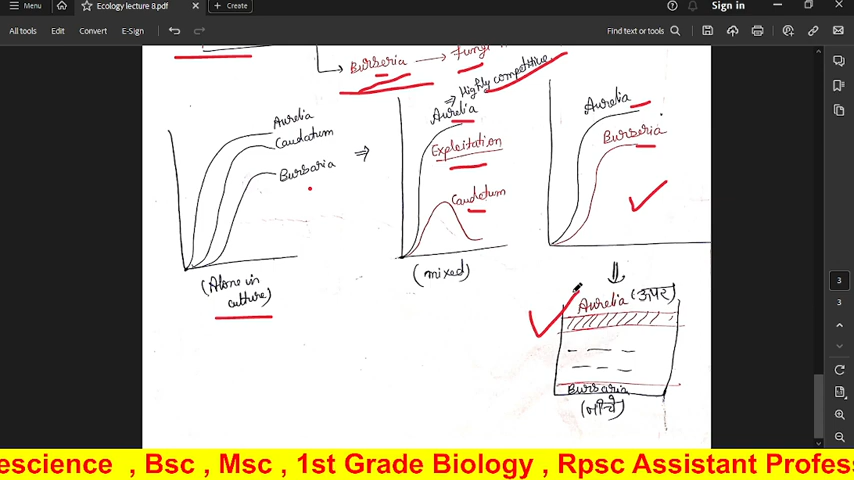 Menu
Ecology lecture 8.pdf
Create
Sign in
All tools
Edit
Convert
E-Sign
Find text or tools
Burseria → Fungi
⇒ Highly competitive
Aurelia
Caudatum
Bursaria
(Alone in
culture)
⇒
Aurelia
Exploitation
Caudatum
(mixed)
Aurelia
Burseria
Aurelia (ऊपर)
Bursaria
(नीचे)
3
3
escience , Bsc , Msc , 1st Grade Biology , Rpsc Assistant Profes